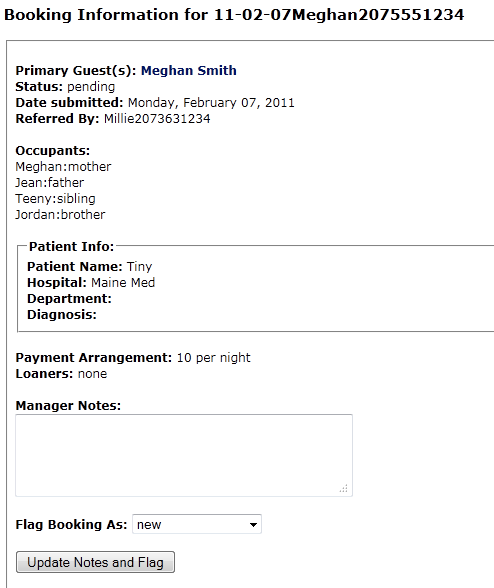 Booking Information for 11-02-07Meghan2075551234
Primary Guest(s): Meghan Smith
Status: pending
Date submitted: Monday, February 07, 2011
Referred By: Millie2073631234
Occupants:
Meghan:mother
Jean:father
Teeny:sibling
Jordan:brother
Patient Info:
Patient Name: Tiny
Hospital: Maine Med
Department:
Diagnosis:
Payment Arrangement: 10 per night
Loaners: none
Manager Notes:
Flag Booking As: new
Update Notes and Flag